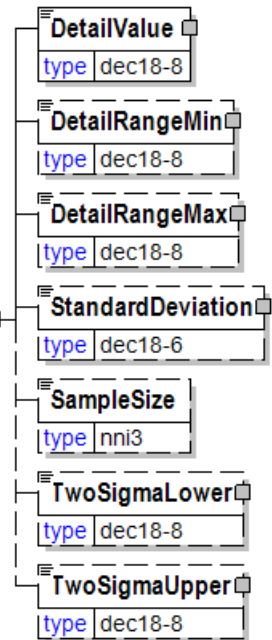 DetailValue
type dec18-8
DetailRangeMin
type dec18-8
DetailRangeMax
type dec18-8
StandardDeviation
type dec18-6
SampleSize
type nni3
TwoSigmaLower
type dec18-8
TwoSigmaUpper
type dec18-8